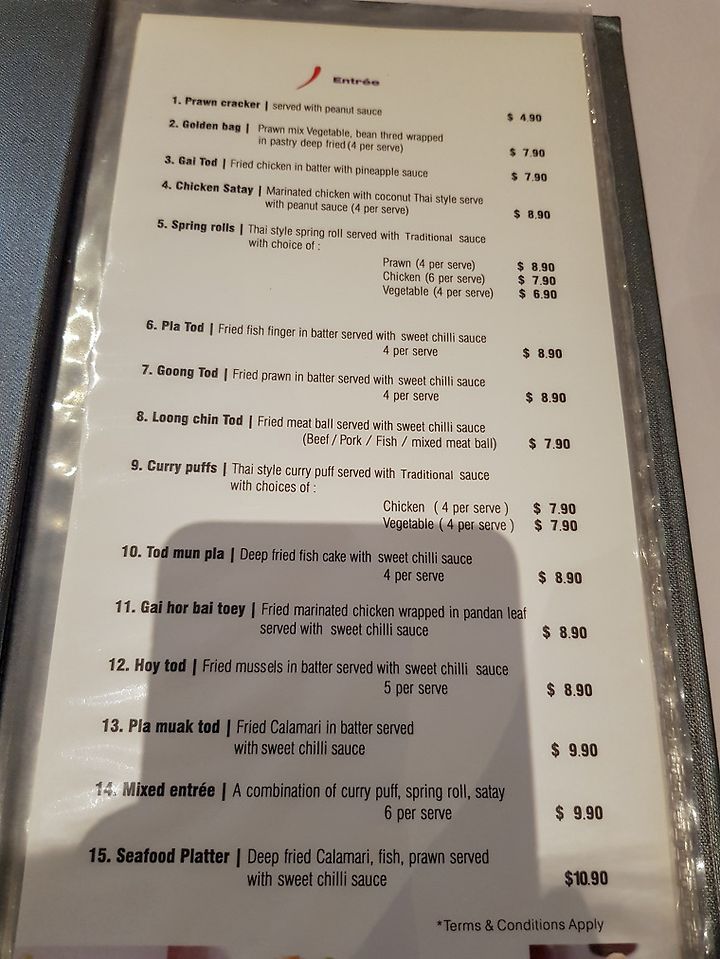 Entrée
1. Prawn cracker | served with peanut sauce $ 4.90
2. Golden bag | Prawn mix Vegetable, bean thred wrapped
in pastry deep fried (4 per serve) $ 7.90
3. Gai Tod | Fried chicken in batter with pineapple sauce $ 7.90
4. Chicken Satay | Marinated chicken with coconut Thai style serve
with peanut sauce (4 per serve) $ 8.90
5. Spring rolls | Thai style spring roll served with Traditional sauce
with choice of :
Prawn (4 per serve) $ 8.90
Chicken (6 per serve) $ 7.90
Vegetable (4 per serve) $ 6.90
6. Pla Tod | Fried fish finger in batter served with sweet chilli sauce
4 per serve $ 8.90
7. Goong Tod | Fried prawn in batter served with sweet chilli sauce
4 per serve $ 8.90
8. Loong chin Tod | Fried meat ball served with sweet chilli sauce
(Beef / Pork / Fish / mixed meat ball) $ 7.90
9. Curry puffs | Thai style curry puff served with Traditional sauce
with choices of :
Chicken ( 4 per serve ) $ 7.90
Vegetable ( 4 per serve ) $ 7.90
10. Tod mun pla | Deep fried fish cake with sweet chilli sauce
4 per serve $ 8.90
11. Gai hor bai toey | Fried marinated chicken wrapped in pandan leaf
served with sweet chilli sauce $ 8.90
12. Hoy tod | Fried mussels in batter served with sweet chilli sauce
5 per serve $ 8.90
13. Pla muak tod | Fried Calamari in batter served
with sweet chilli sauce $ 9.90
14. Mixed entrée | A combination of curry puff, spring roll, satay
6 per serve $ 9.90
15. Seafood Platter | Deep fried Calamari, fish, prawn served
with sweet chilli sauce $10.90
*Terms & Conditions Apply